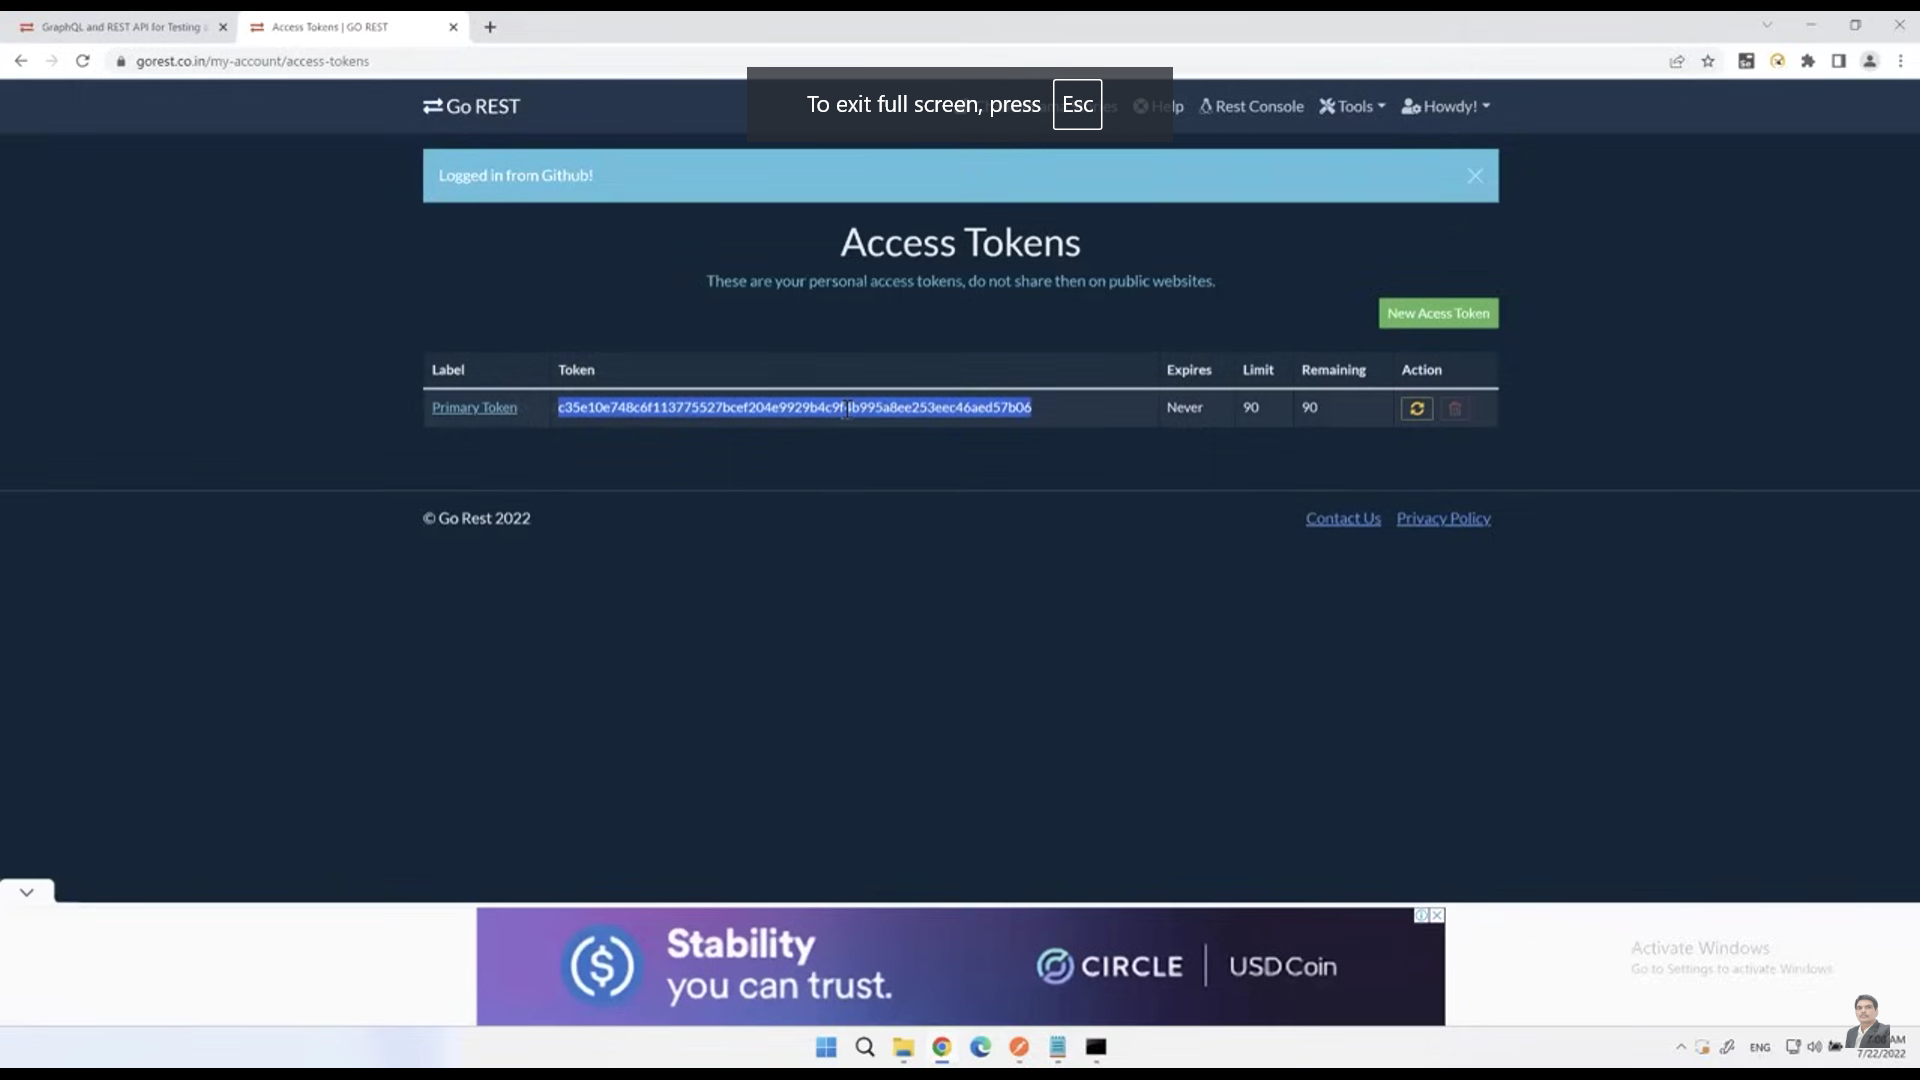 GraphQL and REST API for Testing
Access Tokens | GO REST
gorest.co.in/my-account/access-tokens
Go REST
To exit full screen, press Esc
Help
Rest Console
Tools
Howdy!
Logged in from Github!
Access Tokens
These are your personal access tokens, do not share then on public websites.
New Acess Token
Label Token Expires Limit Remaining Action
Primary Token c35e10e748c6f113775527bcef204e9929b4c9f4b995a8ee253eec46aed57b06 Never 90 90
© Go Rest 2022
Contact Us Privacy Policy
Stability
you can trust.
CIRCLE | USD Coin
Activate Windows
Go to Settings to activate Windows.
ENG
AM
7/22/2022